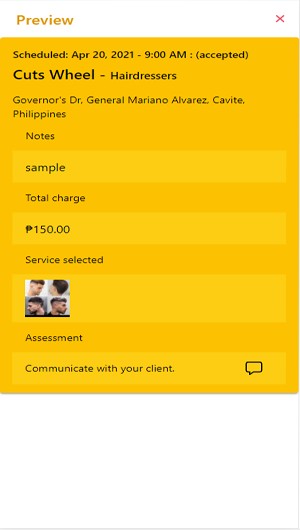 Preview
Scheduled: Apr 20, 2021 - 9:00 AM : (accepted)
Cuts Wheel - Hairdressers
Governor's Dr, General Mariano Alvarez, Cavite,
Philippines
Notes
sample
Total charge
₱150.00
Service selected
Assessment
Communicate with your client.